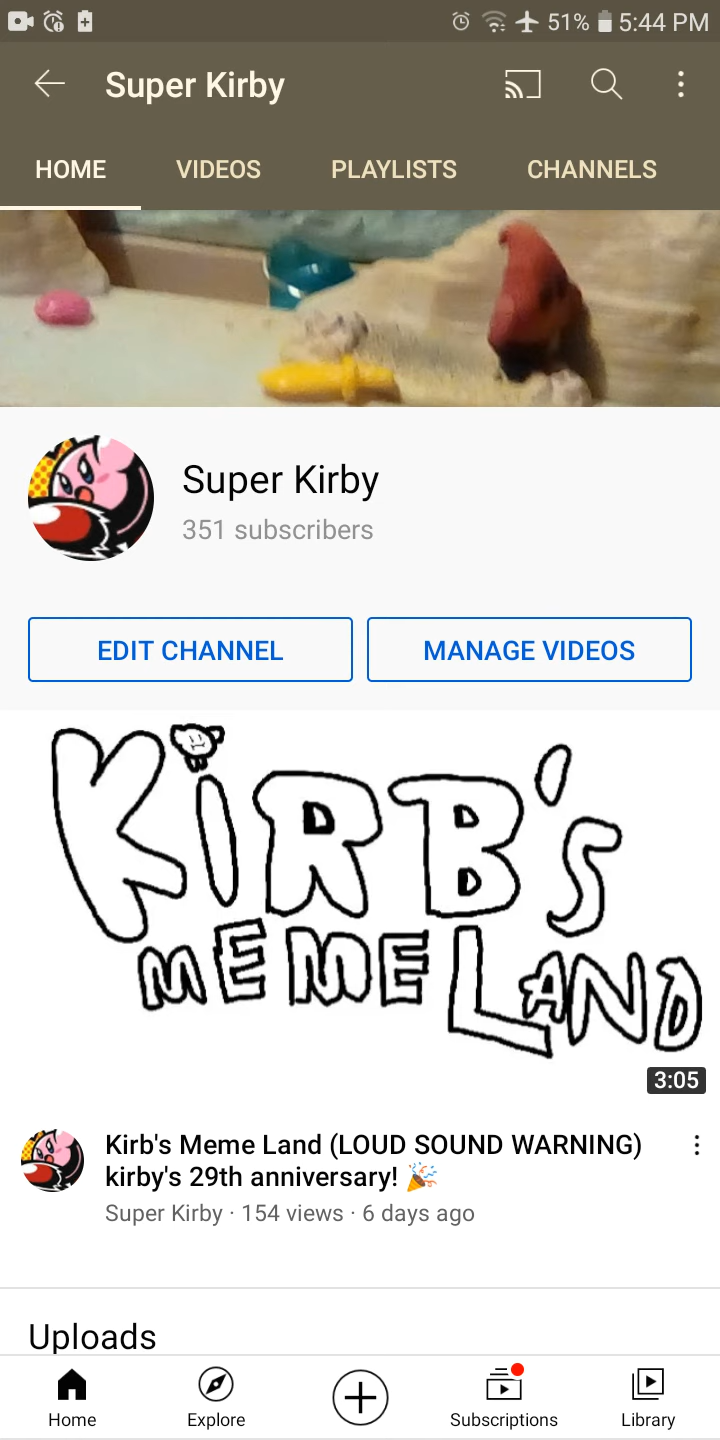 51% 5:44 PM
Super Kirby
HOME VIDEOS PLAYLISTS CHANNELS
Super Kirby
351 subscribers
EDIT CHANNEL MANAGE VIDEOS
KiRB'S
MEME LAND
3:05
Kirb's Meme Land (LOUD SOUND WARNING)
kirby's 29th anniversary! 🎉
Super Kirby · 154 views · 6 days ago
Uploads
Home Explore Subscriptions Library